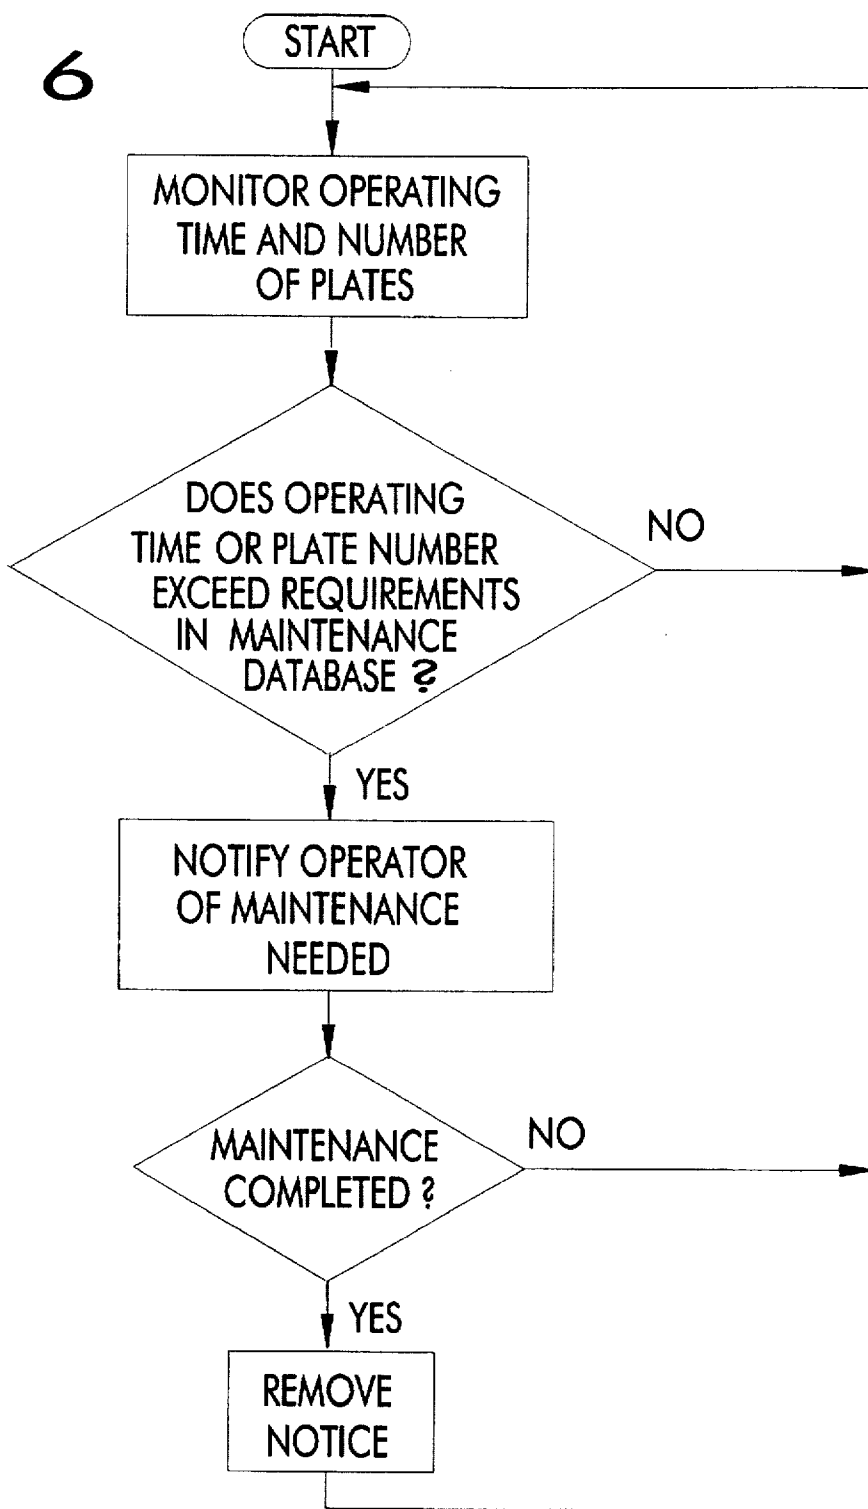 6
START
MONITOR OPERATING
TIME AND NUMBER
OF PLATES
DOES OPERATING
TIME OR PLATE NUMBER
EXCEED REQUIREMENTS
IN MAINTENANCE
DATABASE ?
NO
YES
NOTIFY OPERATOR
OF MAINTENANCE
NEEDED
MAINTENANCE
COMPLETED ?
NO
YES
REMOVE
NOTICE